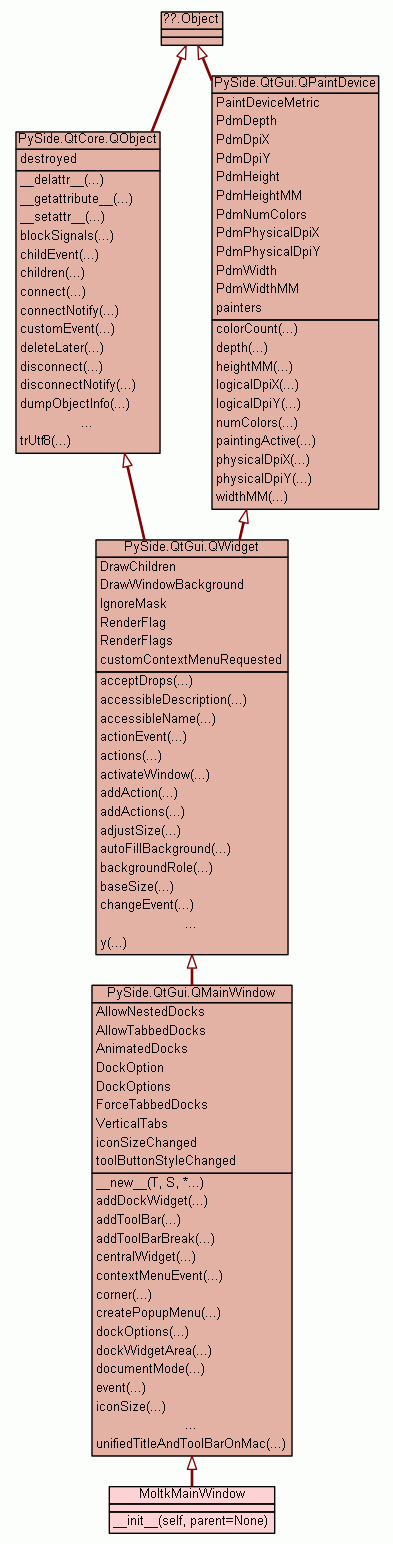 ??.Object
PySide.QtGui.QPaintDevice
PaintDeviceMetric
PdmDepth
PdmDpiX
PdmDpiY
PdmHeight
PdmHeightMM
PdmNumColors
PdmPhysicalDpiX
PdmPhysicalDpiY
PdmWidth
PdmWidthMM
painters
colorCount(...)
depth(...)
heightMM(...)
logicalDpiX(...)
logicalDpiY(...)
numColors(...)
paintingActive(...)
physicalDpiX(...)
physicalDpiY(...)
widthMM(...)
PySide.QtCore.QObject
destroyed
__delattr__(...)
__getattribute__(...)
__setattr__(...)
blockSignals(...)
childEvent(...)
children(...)
connect(...)
connectNotify(...)
customEvent(...)
deleteLater(...)
disconnect(...)
disconnectNotify(...)
dumpObjectInfo(...)
...
trUtf8(...)
PySide.QtGui.QWidget
DrawChildren
DrawWindowBackground
IgnoreMask
RenderFlag
RenderFlags
customContextMenuRequested
acceptDrops(...)
accessibleDescription(...)
accessibleName(...)
actionEvent(...)
actions(...)
activateWindow(...)
addAction(...)
addActions(...)
adjustSize(...)
autoFillBackground(...)
backgroundRole(...)
baseSize(...)
changeEvent(...)
...
y(...)
PySide.QtGui.QMainWindow
AllowNestedDocks
AllowTabbedDocks
AnimatedDocks
DockOption
DockOptions
ForceTabbedDocks
VerticalTabs
iconSizeChanged
toolButtonStyleChanged
__new__(T, S, *...)
addDockWidget(...)
addToolBar(...)
addToolBarBreak(...)
centralWidget(...)
contextMenuEvent(...)
corner(...)
createPopupMenu(...)
dockOptions(...)
dockWidgetArea(...)
documentMode(...)
event(...)
iconSize(...)
...
unifiedTitleAndToolBarOnMac(...)
MoltkMainWindow
__init__(self, parent=None)